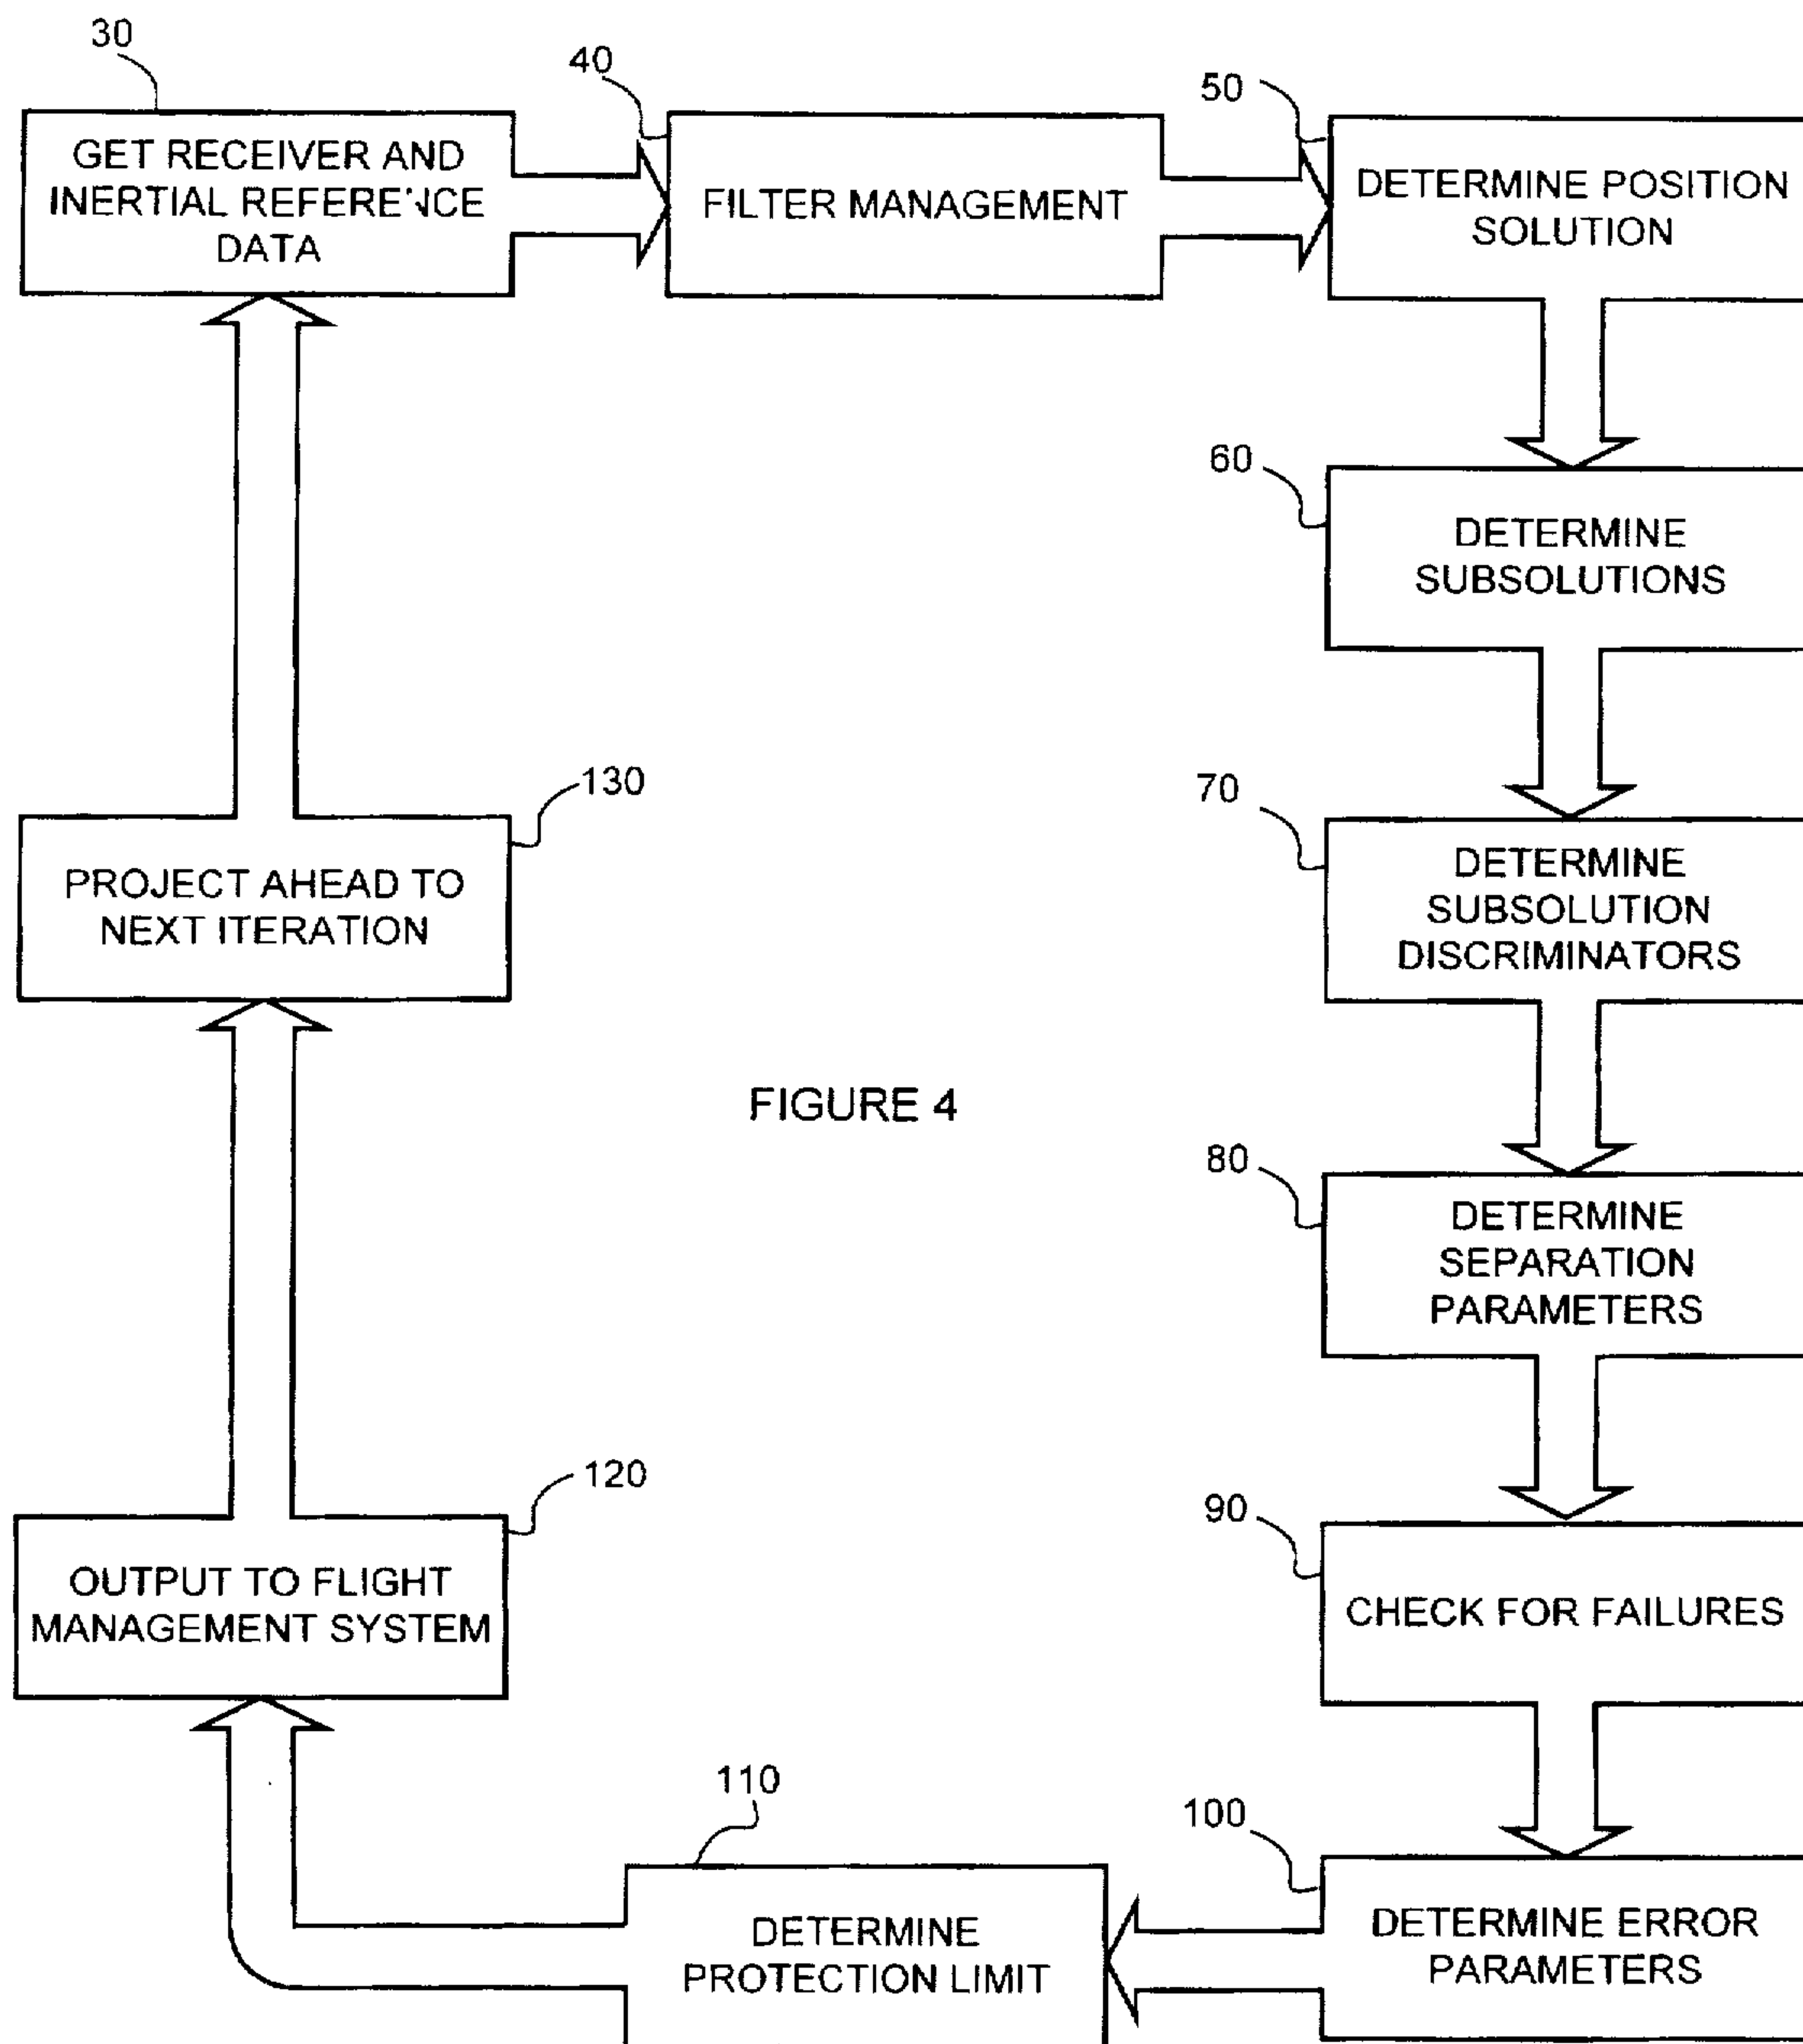 30
GET RECEIVER AND
INERTIAL REFERENCE
DATA
40
FILTER MANAGEMENT
50
DETERMINE POSITION
SOLUTION
60
DETERMINE
SUBSOLUTIONS
70
DETERMINE
SUBSOLUTION
DISCRIMINATORS
80
DETERMINE
SEPARATION
PARAMETERS
90
CHECK FOR FAILURES
100
DETERMINE ERROR
PARAMETERS
110
DETERMINE
PROTECTION LIMIT
120
OUTPUT TO FLIGHT
MANAGEMENT SYSTEM
130
PROJECT AHEAD TO
NEXT ITERATION
FIGURE 4